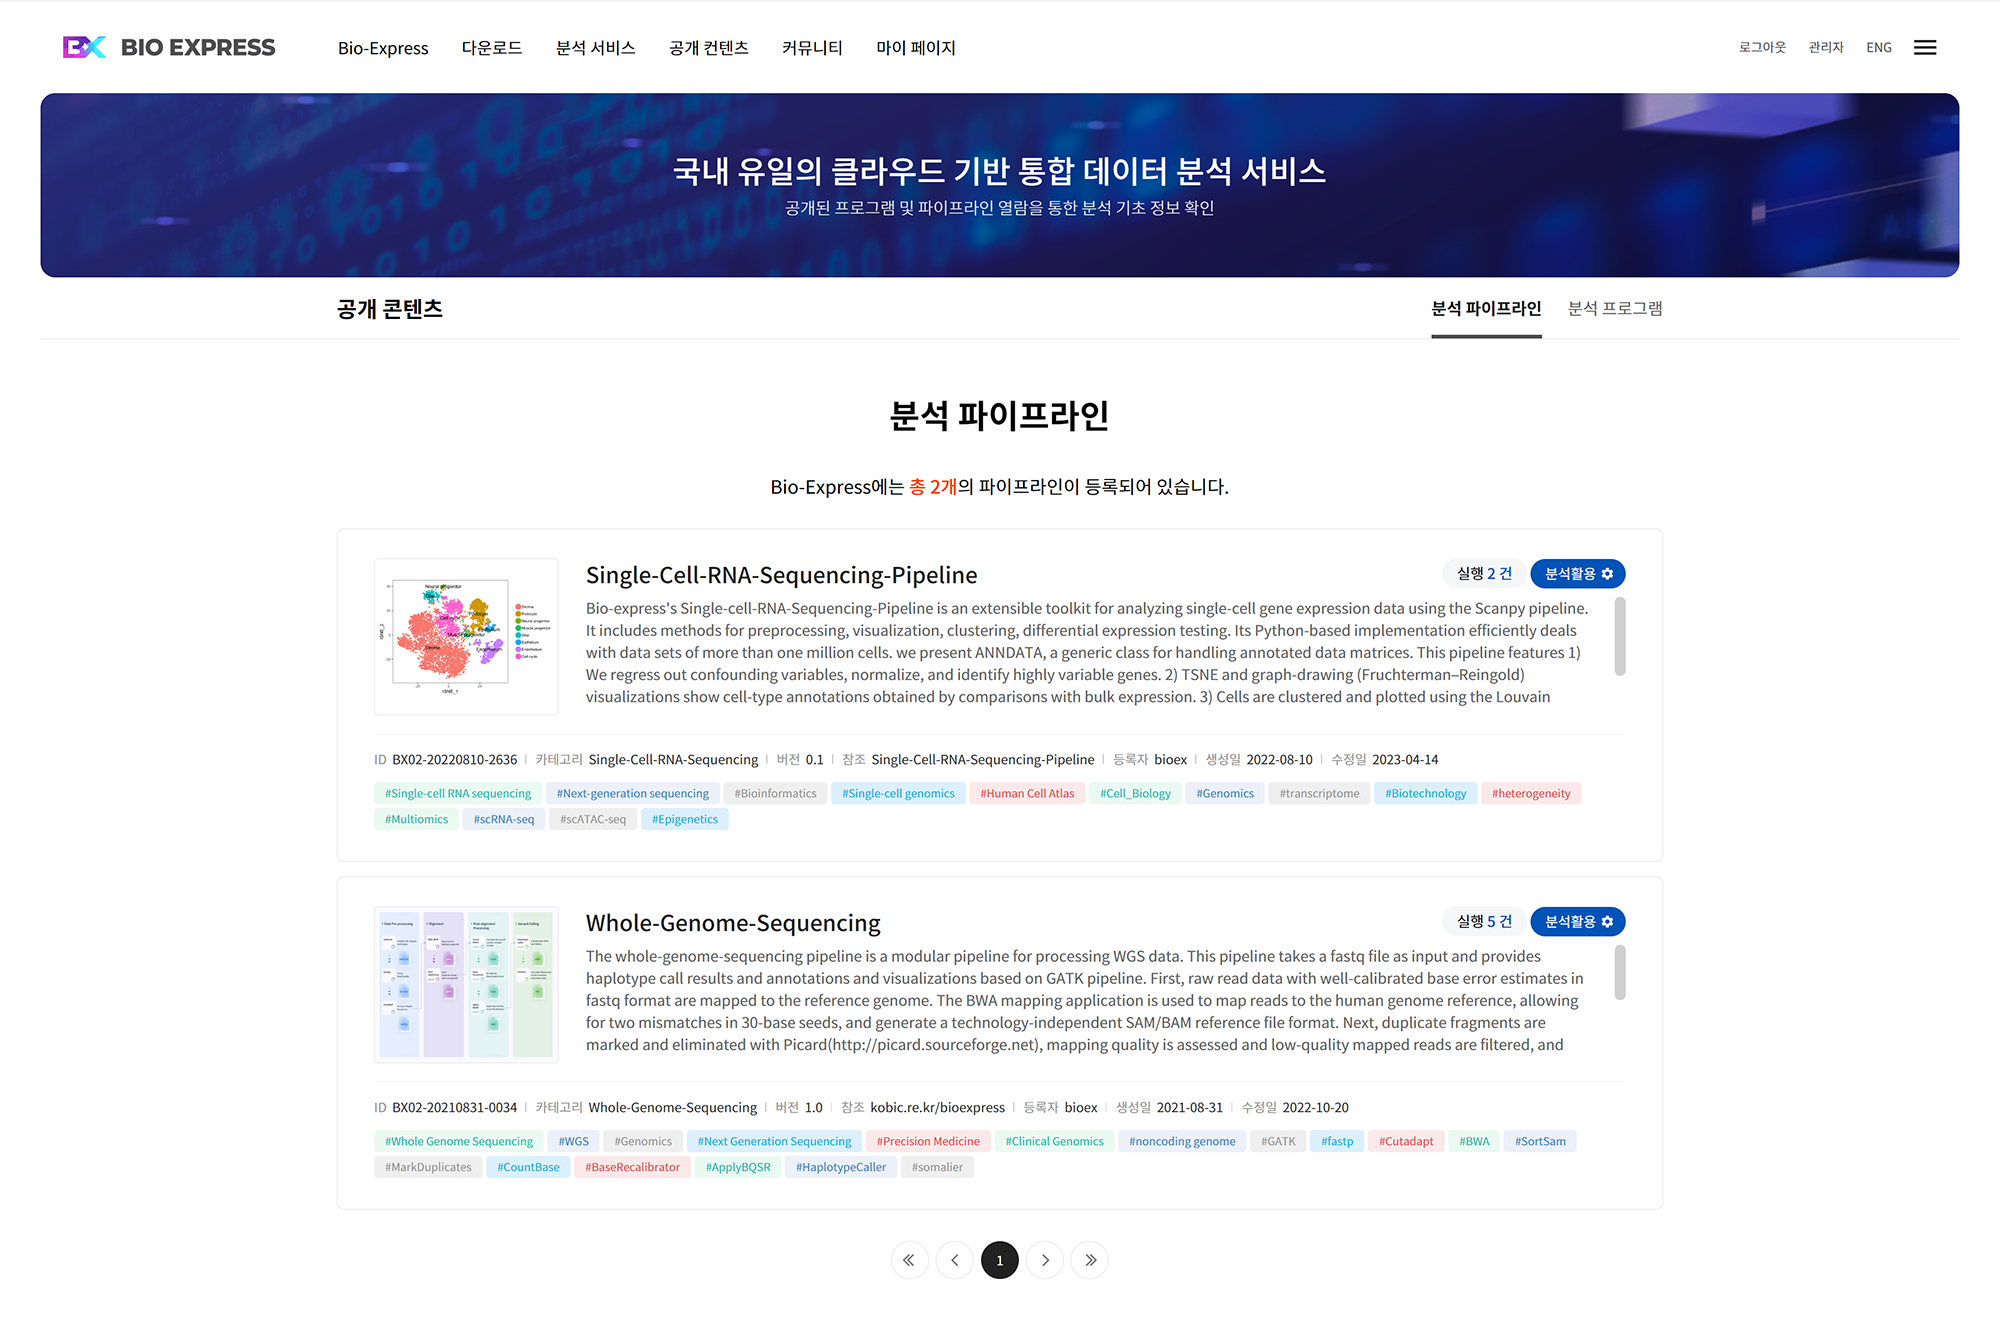 BX BIO EXPRESS
Bio-Express 다운로드 분석 서비스 공개 컨텐츠 커뮤니티 마이 페이지
로그아웃 관리자 ENG
국내 유일의 클라우드 기반 통합 데이터 분석 서비스
공개된 프로그램 및 파이프라인 열람을 통한 분석 기초 정보 확인
공개 콘텐츠
분석 파이프라인 분석 프로그램
분석 파이프라인
Bio-Express에는 총 2개의 파이프라인이 등록되어 있습니다.
Single-Cell-RNA-Sequencing-Pipeline
실행 2 건 분석활용
Bio-express's Single-cell-RNA-Sequencing-Pipeline is an extensible toolkit for analyzing single-cell gene expression data using the Scanpy pipeline.
It includes methods for preprocessing, visualization, clustering, differential expression testing. Its Python-based implementation efficiently deals
with data sets of more than one million cells. we present ANNDATA, a generic class for handling annotated data matrices. This pipeline features 1)
We regress out confounding variables, normalize, and identify highly variable genes. 2) TSNE and graph-drawing (Fruchterman–Reingold)
visualizations show cell-type annotations obtained by comparisons with bulk expression. 3) Cells are clustered and plotted using the Louvain
ID BX02-20220810-2636 카테고리 Single-Cell-RNA-Sequencing 버전 0.1 참조 Single-Cell-RNA-Sequencing-Pipeline 등록자 bioex 생성일 2022-08-10 수정일 2023-04-14
#Single-cell RNA sequencing #Next-generation sequencing #Bioinformatics #Single-cell genomics #Human Cell Atlas #Cell_Biology #Genomics #transcriptome #Biotechnology #heterogeneity
#Multiomics #scRNA-seq #scATAC-seq #Epigenetics
Whole-Genome-Sequencing
실행 5 건 분석활용
The whole-genome-sequencing pipeline is a modular pipeline for processing WGS data. This pipeline takes a fastq file as input and provides
haplotype call results and annotations and visualizations based on GATK pipeline. First, raw read data with well-calibrated base error estimates in
fastq format are mapped to the reference genome. The BWA mapping application is used to map reads to the human genome reference, allowing
for two mismatches in 30-base seeds, and generate a technology-independent SAM/BAM reference file format. Next, duplicate fragments are
marked and eliminated with Picard(http://picard.sourceforge.net), mapping quality is assessed and low-quality mapped reads are filtered, and
ID BX02-20210831-0034 카테고리 Whole-Genome-Sequencing 버전 1.0 참조 kobic.re.kr/bioexpress 등록자 bioex 생성일 2021-08-31 수정일 2022-10-20
#Whole Genome Sequencing #WGS #Genomics #Next Generation Sequencing #Precision Medicine #Clinical Genomics #noncoding genome #GATK #fastp #Cutadapt #BWA #SortSam
#MarkDuplicates #CountBase #BaseRecalibrator #ApplyBQSR #HaplotypeCaller #somalier
1